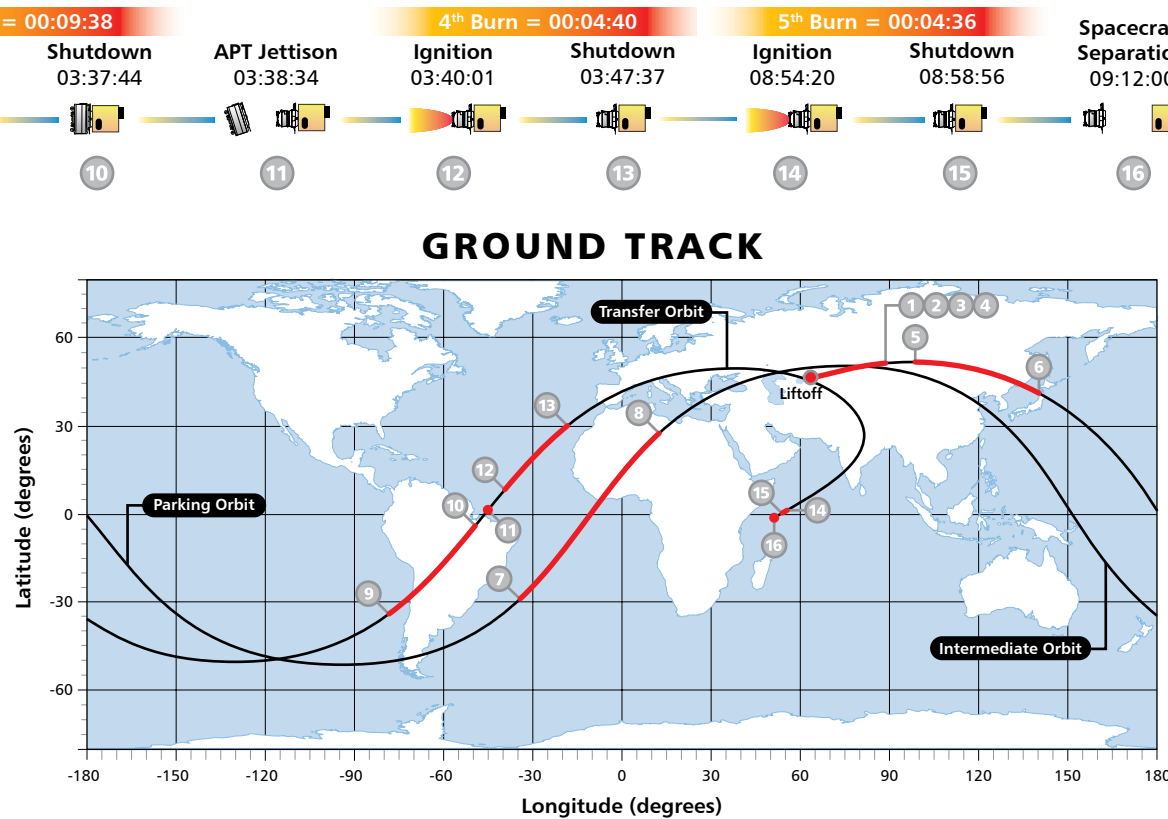 = 00:09:38
4th Burn = 00:04:40
5th Burn = 00:04:36
Shutdown
03:37:44
APT Jettison
03:38:34
Ignition
03:40:01
Shutdown
03:47:37
Ignition
08:54:20
Shutdown
08:58:56
Separatio
09:12:00
10
11
12
13
14
15
16
GROUND TRACK
Transfer Orbit
1 2 3 4
5
6
Liftoff
13
8
12
10
11
15
14
16
Parking Orbit
7
9
Intermediate Orbit
Latitude (degrees)
60
30
0
-30
-60
-180 -150 -120 -90 -60 -30 0 30 60 90 120 150 180
Longitude (degrees)